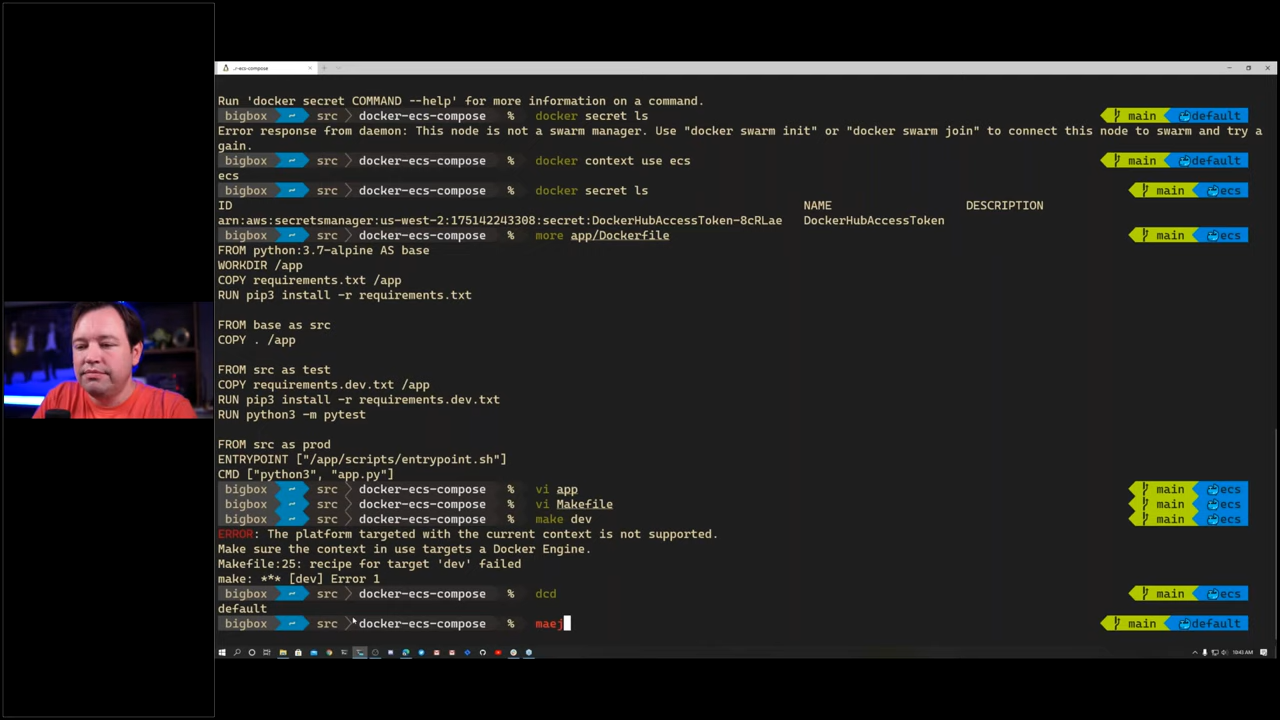 ..-ecs-compose
Run 'docker secret COMMAND --help' for more information on a command.
bigbox ~ src docker-ecs-compose % docker secret ls main default
Error response from daemon: This node is not a swarm manager. Use "docker swarm init" or "docker swarm join" to connect this node to swarm and try a
gain.
bigbox ~ src docker-ecs-compose % docker context use ecs main default
ecs
bigbox ~ src docker-ecs-compose % docker secret ls main ecs
ID NAME DESCRIPTION
arn:aws:secretsmanager:us-west-2:175142243308:secret:DockerHubAccessToken-8cRLae DockerHubAccessToken
bigbox ~ src docker-ecs-compose % more app/Dockerfile main ecs
FROM python:3.7-alpine AS base
WORKDIR /app
COPY requirements.txt /app
RUN pip3 install -r requirements.txt
FROM base as src
COPY . /app
FROM src as test
COPY requirements.dev.txt /app
RUN pip3 install -r requirements.dev.txt
RUN python3 -m pytest
FROM src as prod
ENTRYPOINT ["/app/scripts/entrypoint.sh"]
CMD ["python3", "app.py"]
bigbox ~ src docker-ecs-compose % vi app main ecs
bigbox ~ src docker-ecs-compose % vi Makefile main ecs
bigbox ~ src docker-ecs-compose % make dev main ecs
ERROR: The platform targeted with the current context is not supported.
Make sure the context in use targets a Docker Engine.
Makefile:25: recipe for target 'dev' failed
make: *** [dev] Error 1
bigbox ~ src docker-ecs-compose % dcd main ecs
default
bigbox ~ src docker-ecs-compose % maej main default
10:43 AM